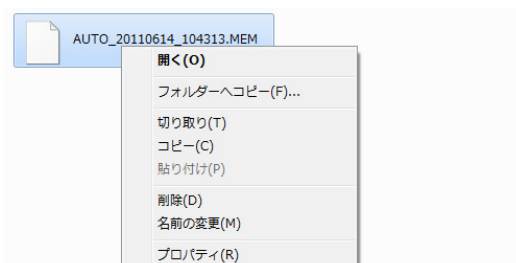 AUTO_20110614_104313.MEM
開く(O)
フォルダーへコピー(F)...
切り取り(T)
コピー(C)
貼り付け(P)
削除(D)
名前の変更(M)
プロパティ(R)